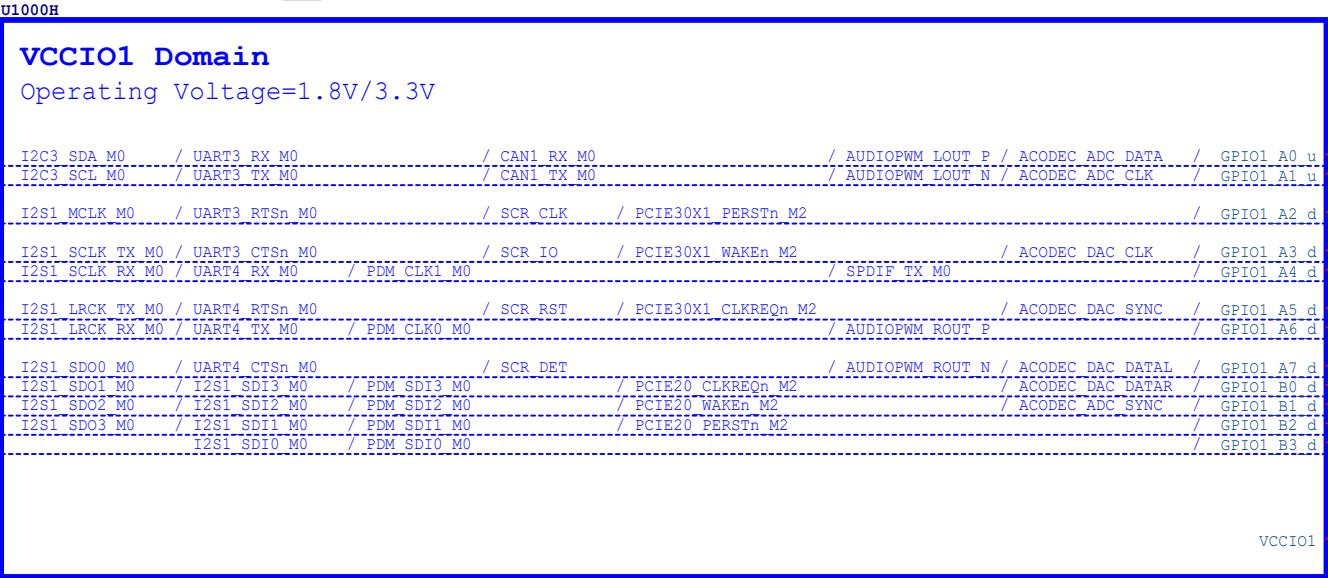 U1000H
VCCIO1 Domain
Operating Voltage=1.8V/3.3V
I2C3_SDA_M0 / UART3_RX_M0 / CAN1_RX_M0 / AUDIOPWM_LOUT_P / ACODEC_ADC_DATA / GPIO1_A0_u
I2C3_SCL_M0 / UART3_TX_M0 / CAN1_TX_M0 / AUDIOPWM_LOUT_N / ACODEC_ADC_CLK / GPIO1_A1_u
I2S1_MCLK_M0 / UART3_RTSn_M0 / SCR_CLK / PCIE30X1_PERSTn_M2 / GPIO1_A2_d
I2S1_SCLK_TX_M0 / UART3_CTSn_M0 / SCR_IO / PCIE30X1_WAKEn_M2 / ACODEC_DAC_CLK / GPIO1_A3_d
I2S1_SCLK_RX_M0 / UART4_RX_M0 / PDM_CLK1_M0 / SPDIF_TX_M0 / GPIO1_A4_d
I2S1_LRCK_TX_M0 / UART4_RTSn_M0 / SCR_RST / PCIE30X1_CLKREQn_M2 / ACODEC_DAC_SYNC / GPIO1_A5_d
I2S1_LRCK_RX_M0 / UART4_TX_M0 / PDM_CLK0_M0 / AUDIOPWM_ROUT_P / GPIO1_A6_d
I2S1_SDO0_M0 / UART4_CTSn_M0 / SCR_DET / AUDIOPWM_ROUT_N / ACODEC_DAC_DATAL / GPIO1_A7_d
I2S1_SDO1_M0 / I2S1_SDI3_M0 / PDM_SDI3_M0 / PCIE20_CLKREQn_M2 / ACODEC_DAC_DATAR / GPIO1_B0_d
I2S1_SDO2_M0 / I2S1_SDI2_M0 / PDM_SDI2_M0 / PCIE20_WAKEn_M2 / ACODEC_ADC_SYNC / GPIO1_B1_d
I2S1_SDO3_M0 / I2S1_SDI1_M0 / PDM_SDI1_M0 / PCIE20_PERSTn_M2 / GPIO1_B2_d
I2S1_SDI0_M0 / PDM_SDI0_M0 / GPIO1_B3_d
VCCIO1